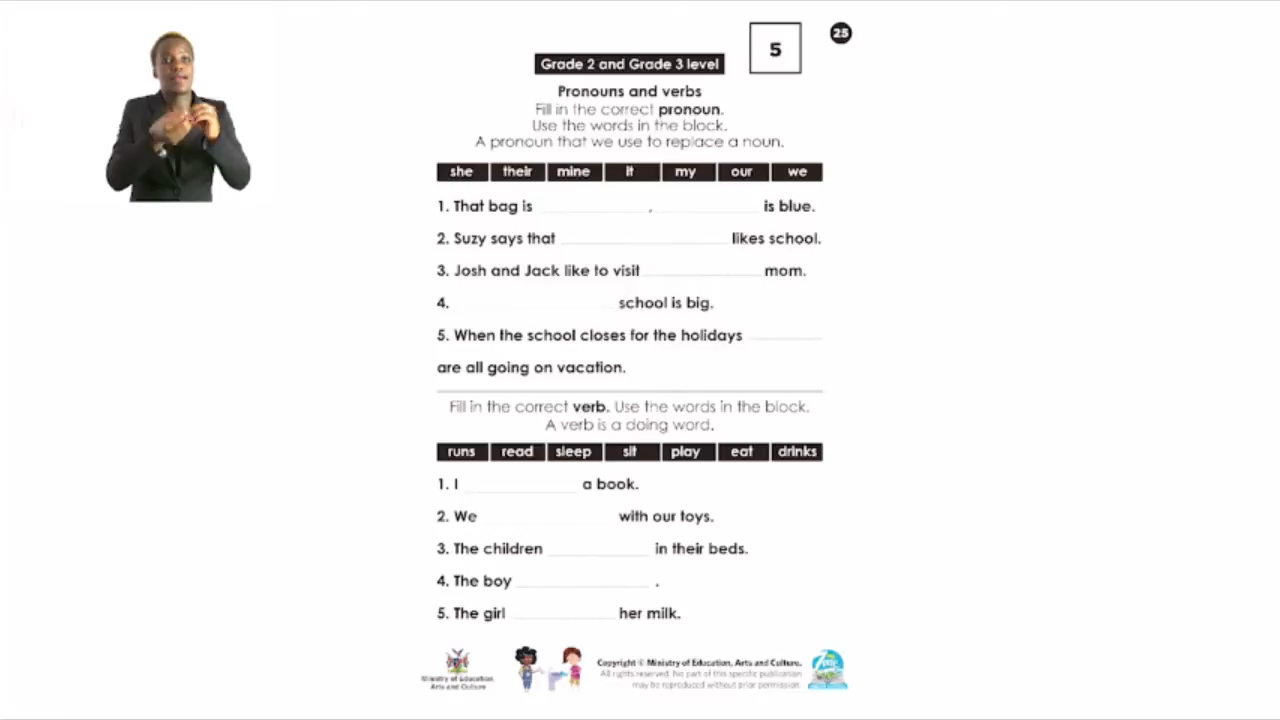 5
25
Grade 2 and Grade 3 level
Pronouns and verbs
Fill in the correct pronoun.
Use the words in the block.
A pronoun that we use to replace a noun.
she their mine it my our we
1. That bag is , is blue.
2. Suzy says that likes school.
3. Josh and Jack like to visit mom.
4. school is big.
5. When the school closes for the holidays
are all going on vacation.
Fill in the correct verb. Use the words in the block.
A verb is a doing word.
runs read sleep sit play eat drinks
1. I a book.
2. We with our toys.
3. The children in their beds.
4. The boy .
5. The girl her milk.
Ministry of Education,
Arts and Culture
Copyright © Ministry of Education, Arts and Culture.
All rights reserved. No part of this specific publication
may be reproduced without prior permission.